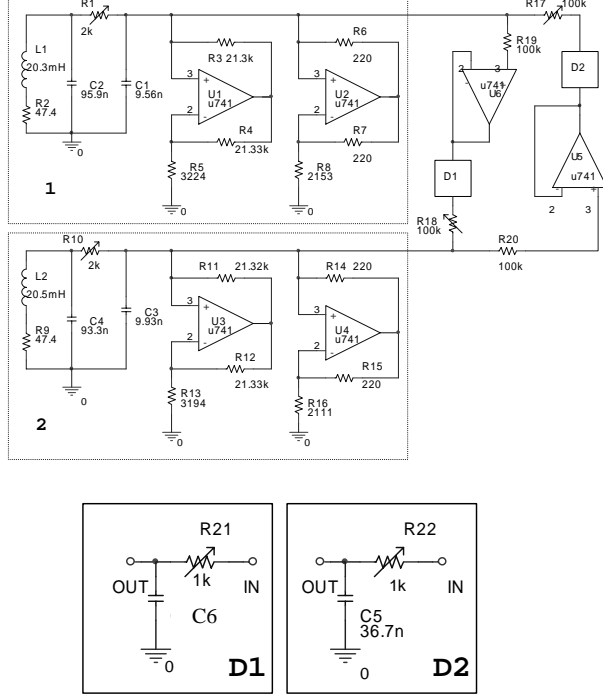 R1
2k
L1
20.3mH
R2
47.4
C2
95.9n
C1
9.56n
0
R3 21.3k
3
+
U1
u741
2
-
R4
21.33k
R5
3224
0
R6
220
3
+
U2
u741
2
-
R7
220
R8
2153
0
1
R17 100k
R19
100k
D2
2
3
-
+
u741
U6
U5
u741
-
+
2
3
D1
R18
100k
R20
100k
R10
2k
L2
20.5mH
R9
47.4
C4
93.3n
C3
9.93n
0
R11 21.32k
3
+
U3
u741
2
-
R12
21.33k
R13
3194
0
R14 220
3
+
U4
u741
2
-
R15
220
R16
2111
0
2
R21
OUT
1k
IN
C6
0
D1
R22
OUT
1k
IN
C5
36.7n
0
D2